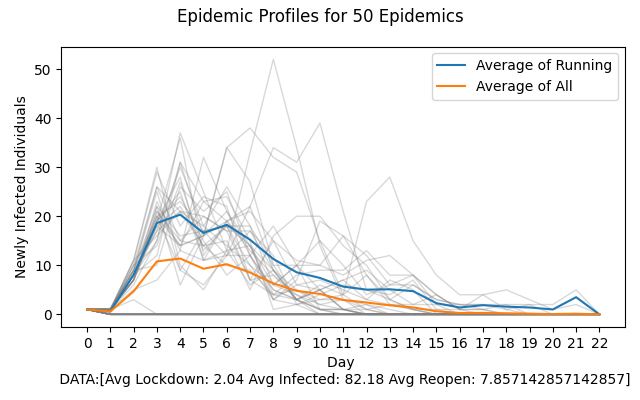 Epidemic Profiles for 50 Epidemics
Average of Running
Average of All
Newly Infected Individuals
50
40
30
20
10
0
0 1 2 3 4 5 6 7 8 9 10 11 12 13 14 15 16 17 18 19 20 21 22
Day
DATA:[Avg Lockdown: 2.04 Avg Infected: 82.18 Avg Reopen: 7.857142857142857]